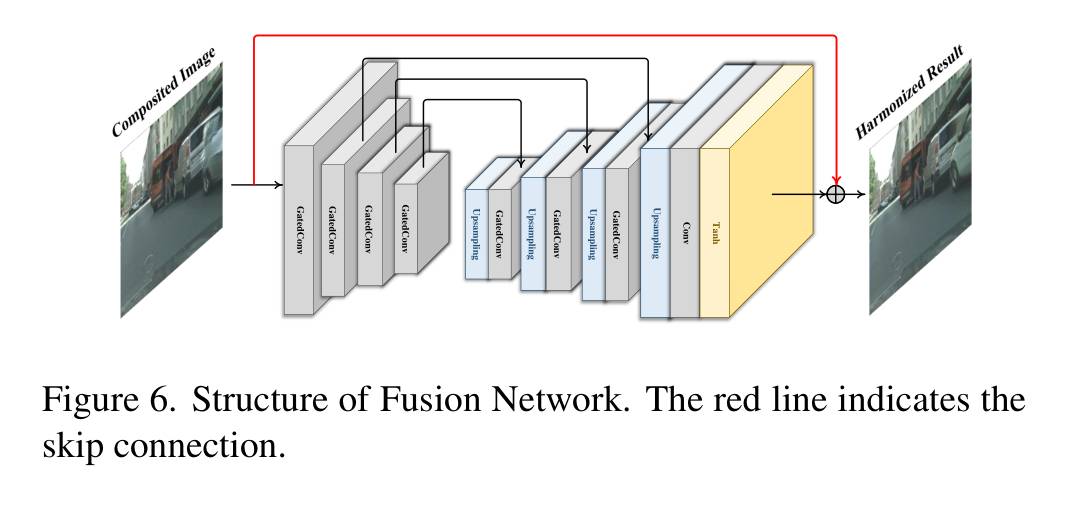 Composited Image
Harmonized Result
GatedConv
GatedConv
GatedConv
GatedConv
Upsampling
GatedConv
Upsampling
GatedConv
Upsampling
GatedConv
Upsampling
Conv
Tanh
Figure 6. Structure of Fusion Network. The red line indicates the
skip connection.